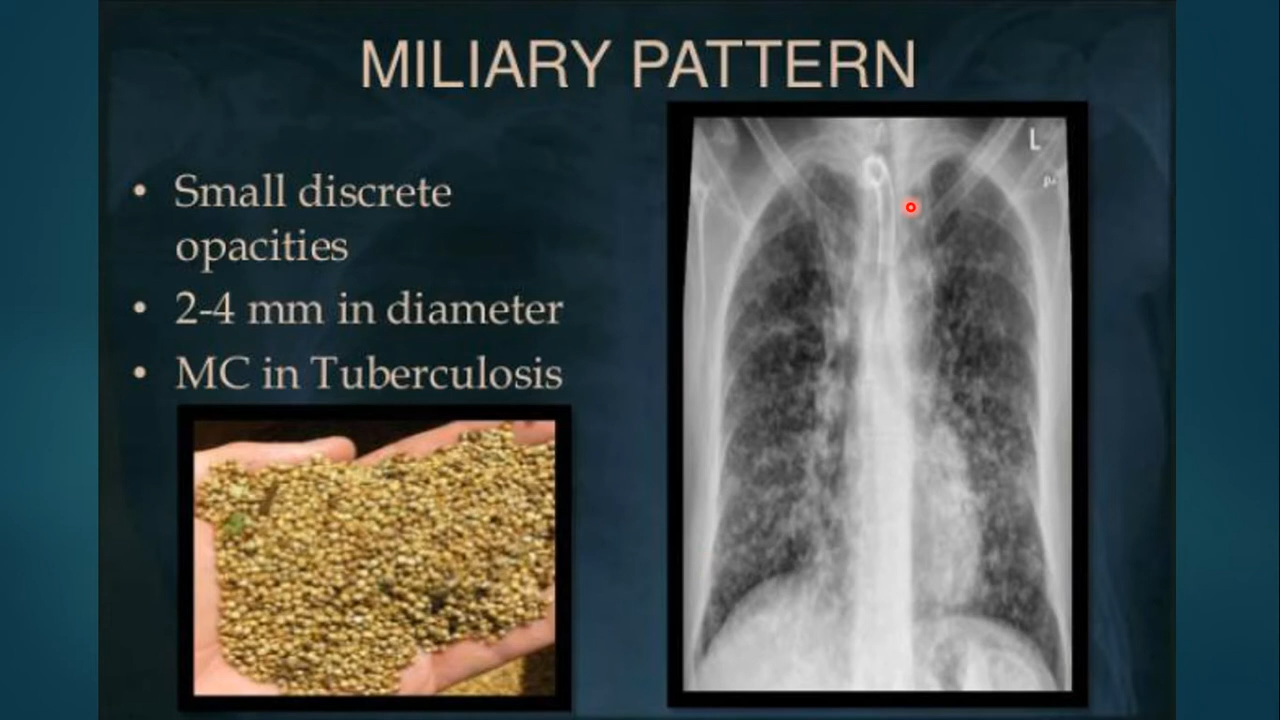 MILIARY PATTERN
• Small discrete
opacities
• 2-4 mm in diameter
• MC in Tuberculosis
L